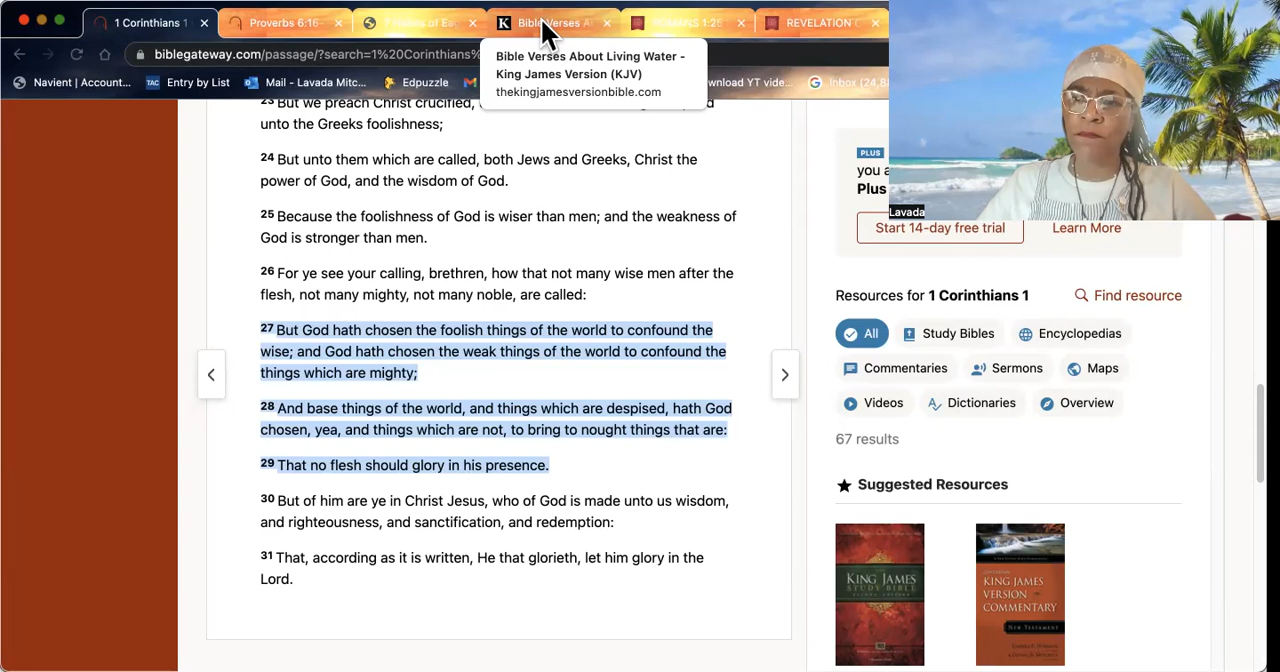 1 Corinthians 1
Proverbs 6:16-
Bible Verses A
REVELATION
biblegateway.com/passage/?search=1%20Corinthians%
Bible Verses About Living Water -
King James Version (KJV)
thekingjamesversionbible.com
Navient | Account...
TAC Entry by List
Mail - Lavada Mitc...
Edpuzzle
wnload YT vide...
Inbox (24,8
23 But we preach Christ crucified,
unto the Greeks foolishness;
24 But unto them which are called, both Jews and Greeks, Christ the
power of God, and the wisdom of God.
25 Because the foolishness of God is wiser than men; and the weakness of
God is stronger than men.
26 For ye see your calling, brethren, how that not many wise men after the
flesh, not many mighty, not many noble, are called:
27 But God hath chosen the foolish things of the world to confound the
wise; and God hath chosen the weak things of the world to confound the
things which are mighty;
28 And base things of the world, and things which are despised, hath God
chosen, yea, and things which are not, to bring to nought things that are:
29 That no flesh should glory in his presence.
30 But of him are ye in Christ Jesus, who of God is made unto us wisdom,
and righteousness, and sanctification, and redemption:
31 That, according as it is written, He that glorieth, let him glory in the
Lord.
PLUS
you a
Plus
Lavada
Start 14-day free trial
Learn More
Resources for 1 Corinthians 1
Find resource
All
Study Bibles
Encyclopedias
Commentaries
Sermons
Maps
Videos
Dictionaries
Overview
67 results
Suggested Resources
KING JAMES
STUDY BIBLE
KING JAMES
VERSION
COMMENTARY
NEW TESTAMENT